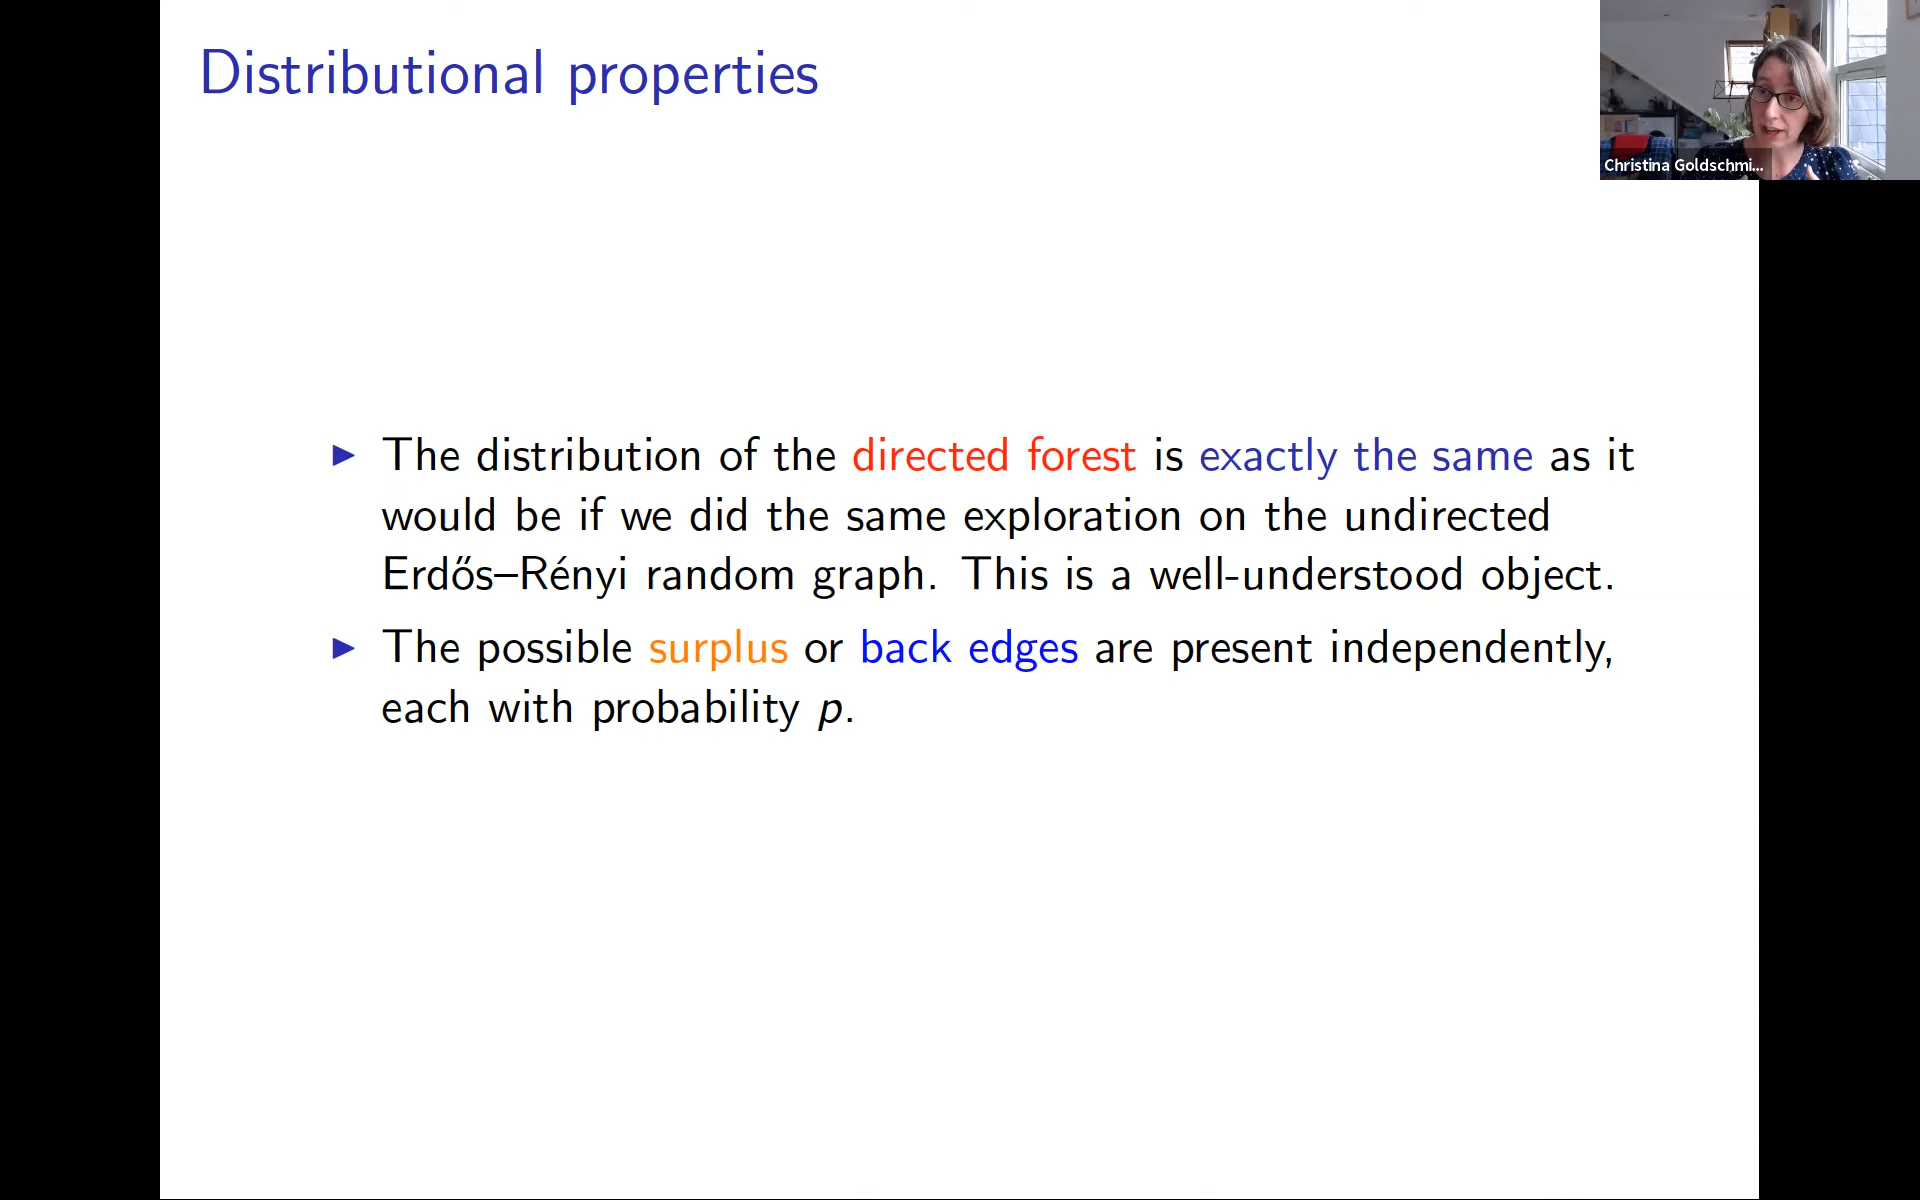 Distributional properties
Christina Goldschmi...
▶ The distribution of the directed forest is exactly the same as it
would be if we did the same exploration on the undirected
Erdős–Rényi random graph. This is a well-understood object.
▶ The possible surplus or back edges are present independently,
each with probability p.